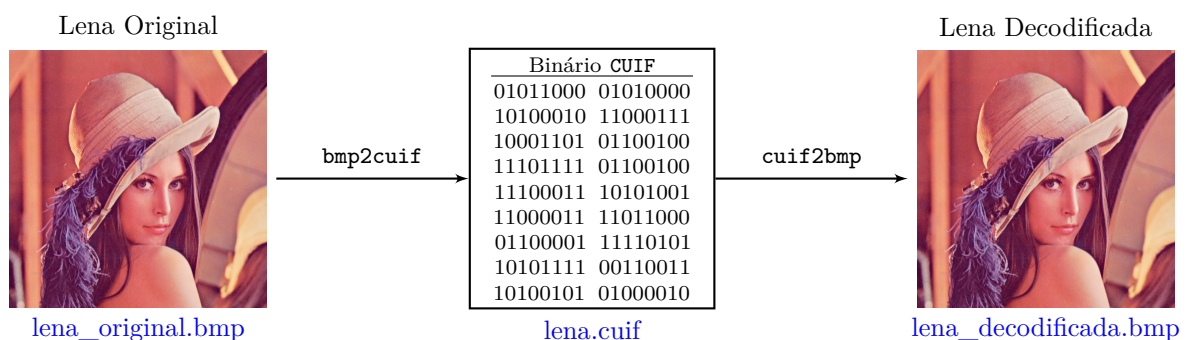 Lena Original
Lena Decodificada
Binário CUIF
01011000 01010000
10100010 11000111
10001101 01100100
11101111 01100100
11100011 10101001
11000011 11011000
01100001 11110101
10101111 00110011
10100101 01000010
bmp2cuif
cuif2bmp
lena_original.bmp
lena.cuif
lena_decodificada.bmp